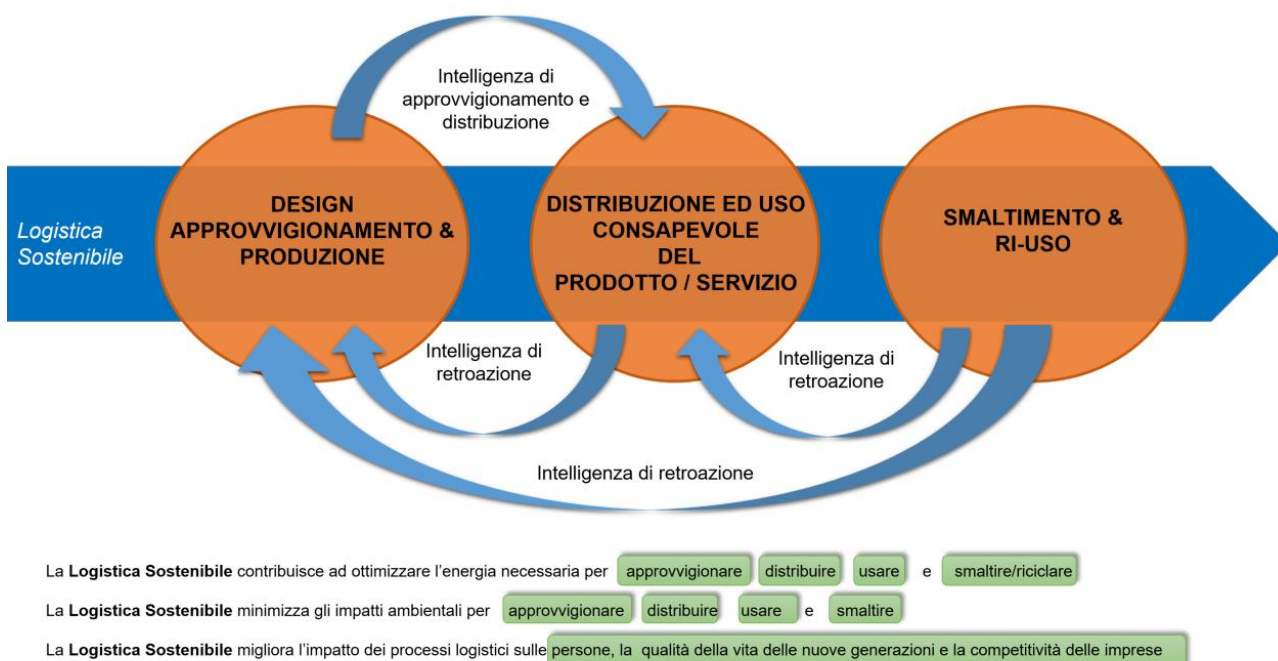 Intelligenza di
approvvigionamento e
distribuzione
Logistica
Sostenibile
DESIGN
APPROVVIGIONAMENTO &
PRODUZIONE
DISTRIBUZIONE ED USO
CONSAPEVOLE
DEL
PRODOTTO / SERVIZIO
SMALTIMENTO &
RI-USO
Intelligenza di
retroazione
Intelligenza di
retroazione
Intelligenza di retroazione
La Logistica Sostenibile contribuisce ad ottimizzare l'energia necessaria per approvvigionare distribuire usare e smaltire/riciclare
La Logistica Sostenibile minimizza gli impatti ambientali per approvvigionare distribuire usare e smaltire
La Logistica Sostenibile migliora l'impatto dei processi logistici sulle persone, la qualità della vita delle nuove generazioni e la competitività delle imprese